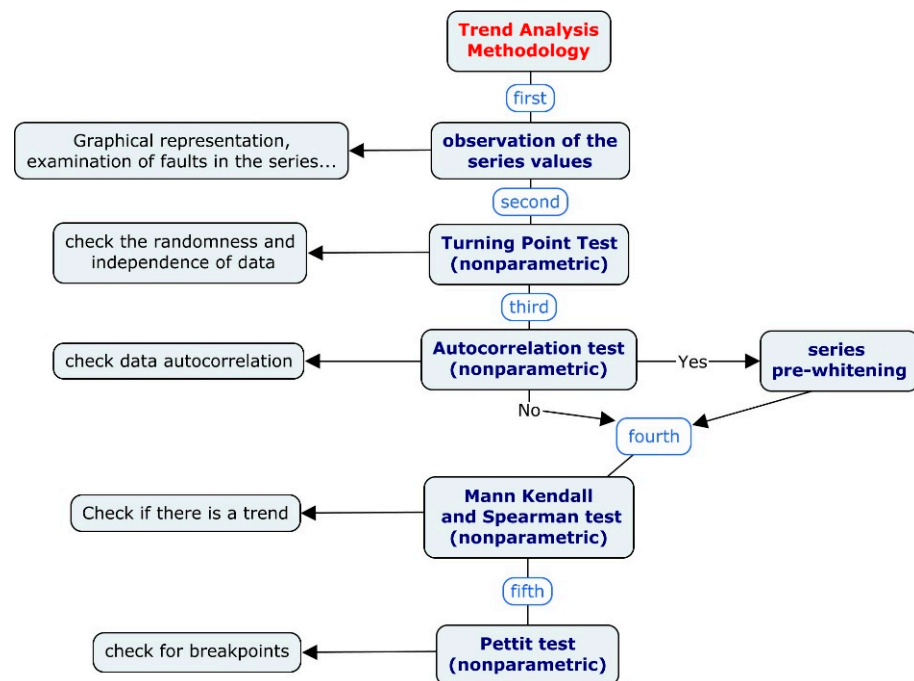 Trend Analysis
Methodology
first
Graphical representation,
examination of faults in the series...
observation of the
series values
second
check the randomness and
independence of data
Turning Point Test
(nonparametric)
third
check data autocorrelation
Autocorrelation test
(nonparametric)
Yes
series
pre-whitening
No
fourth
Check if there is a trend
Mann Kendall
and Spearman test
(nonparametric)
fifth
check for breakpoints
Pettit test
(nonparametric)